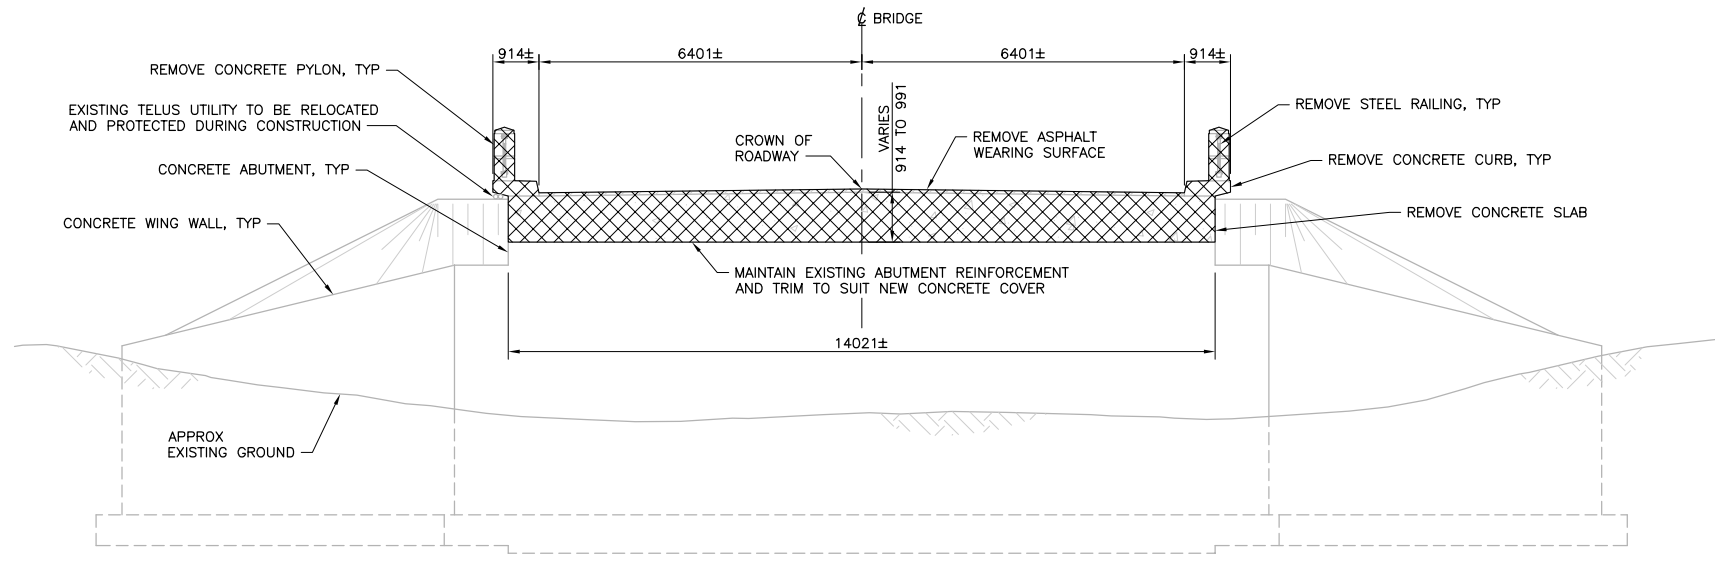 ℄ BRIDGE
914±
6401±
6401±
914±
REMOVE CONCRETE PYLON, TYP
EXISTING TELUS UTILITY TO BE RELOCATED
AND PROTECTED DURING CONSTRUCTION
CONCRETE ABUTMENT, TYP
CONCRETE WING WALL, TYP
CROWN OF
ROADWAY
VARIES
914 TO 991
REMOVE ASPHALT
WEARING SURFACE
REMOVE STEEL RAILING, TYP
REMOVE CONCRETE CURB, TYP
REMOVE CONCRETE SLAB
MAINTAIN EXISTING ABUTMENT REINFORCEMENT
AND TRIM TO SUIT NEW CONCRETE COVER
14021±
APPROX
EXISTING GROUND